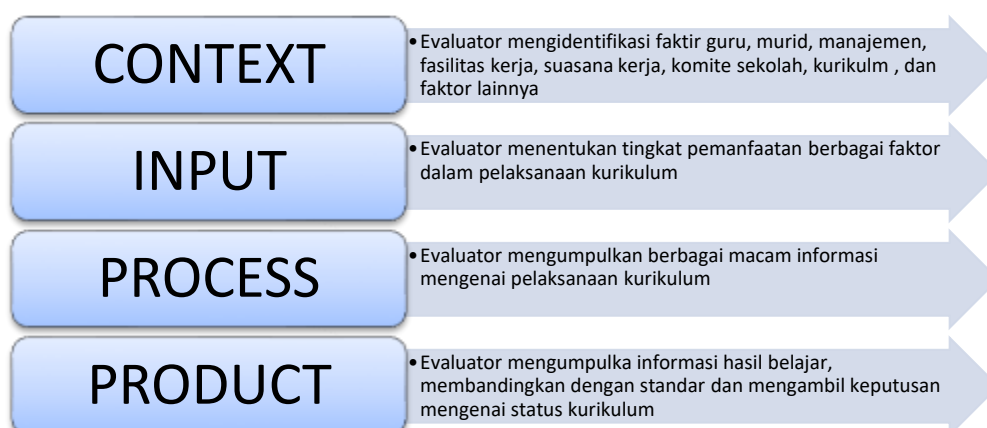 CONTEXT
•Evaluator mengidentifikasi faktir guru, murid, manajemen,
fasilitas kerja, suasana kerja, komite sekolah, kurikulm , dan
faktor lainnya
INPUT
•Evaluator menentukan tingkat pemanfaatan berbagai faktor
dalam pelaksanaan kurikulum
PROCESS
•Evaluator mengumpulkan berbagai macam informasi
mengenai pelaksanaan kurikulum
PRODUCT
•Evaluator mengumpulka informasi hasil belajar,
membandingkan dengan standar dan mengambil keputusan
mengenai status kurikulum